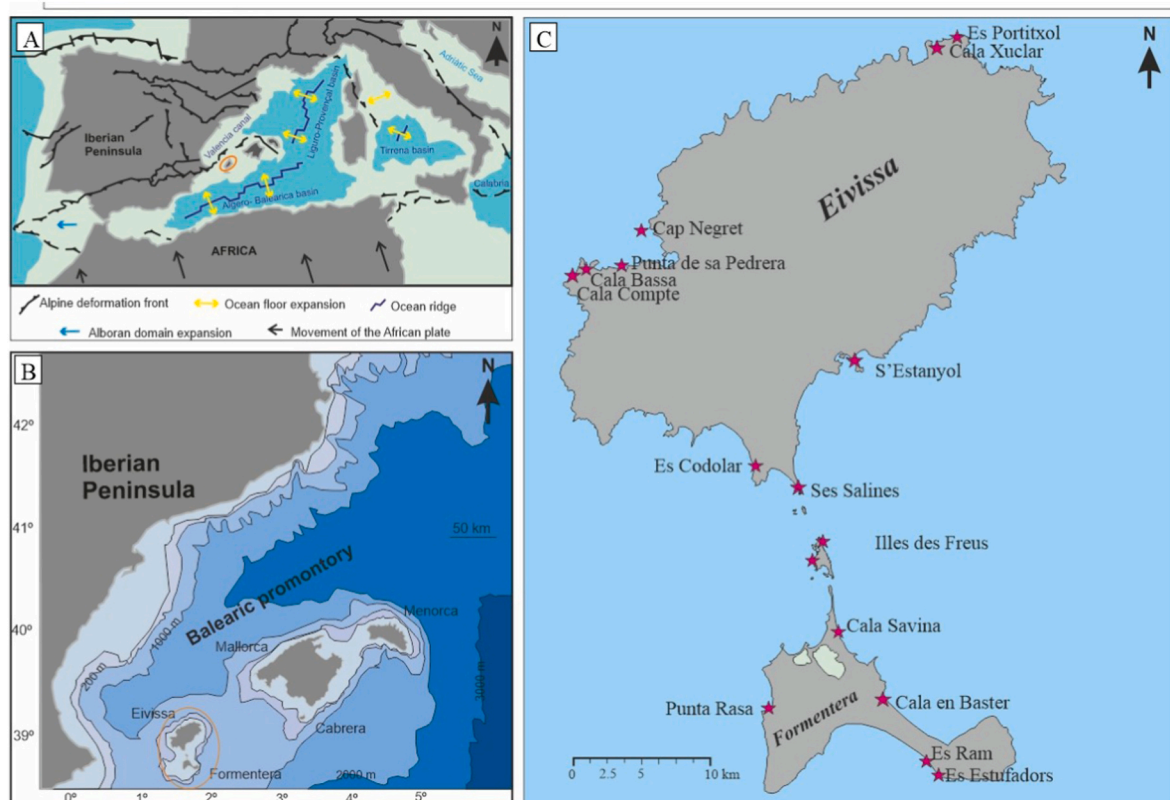 A
N
Adriàtic Sea
Iberian
Peninsula
Valencia canal
Liguro-Provençal basin
Tirrena basin
Calabria
Algero- Balearica basin
AFRICA
Alpine deformation front
Ocean floor expansion
Ocean ridge
Alboran domain expansion
Movement of the African plate
B
N
42º
Iberian
Peninsula
41º
50 km
Balearic promontory
40º
Menorca
1000 m
Mallorca
200 m
3000 m
Eivissa
Cabrera
39º
Formentera
2000 m
0º
1º
2º
3º
4º
5º
C
N
Es Portitxol
Cala Xuclar
Eivissa
Cap Negret
Punta de sa Pedrera
Cala Bassa
Cala Compte
S'Estanyol
Es Codolar
Ses Salines
Illes des Freus
Cala Savina
Punta Rasa
Cala en Baster
Formentera
Es Ram
Es Estufadors
0 2.5 5 10 km